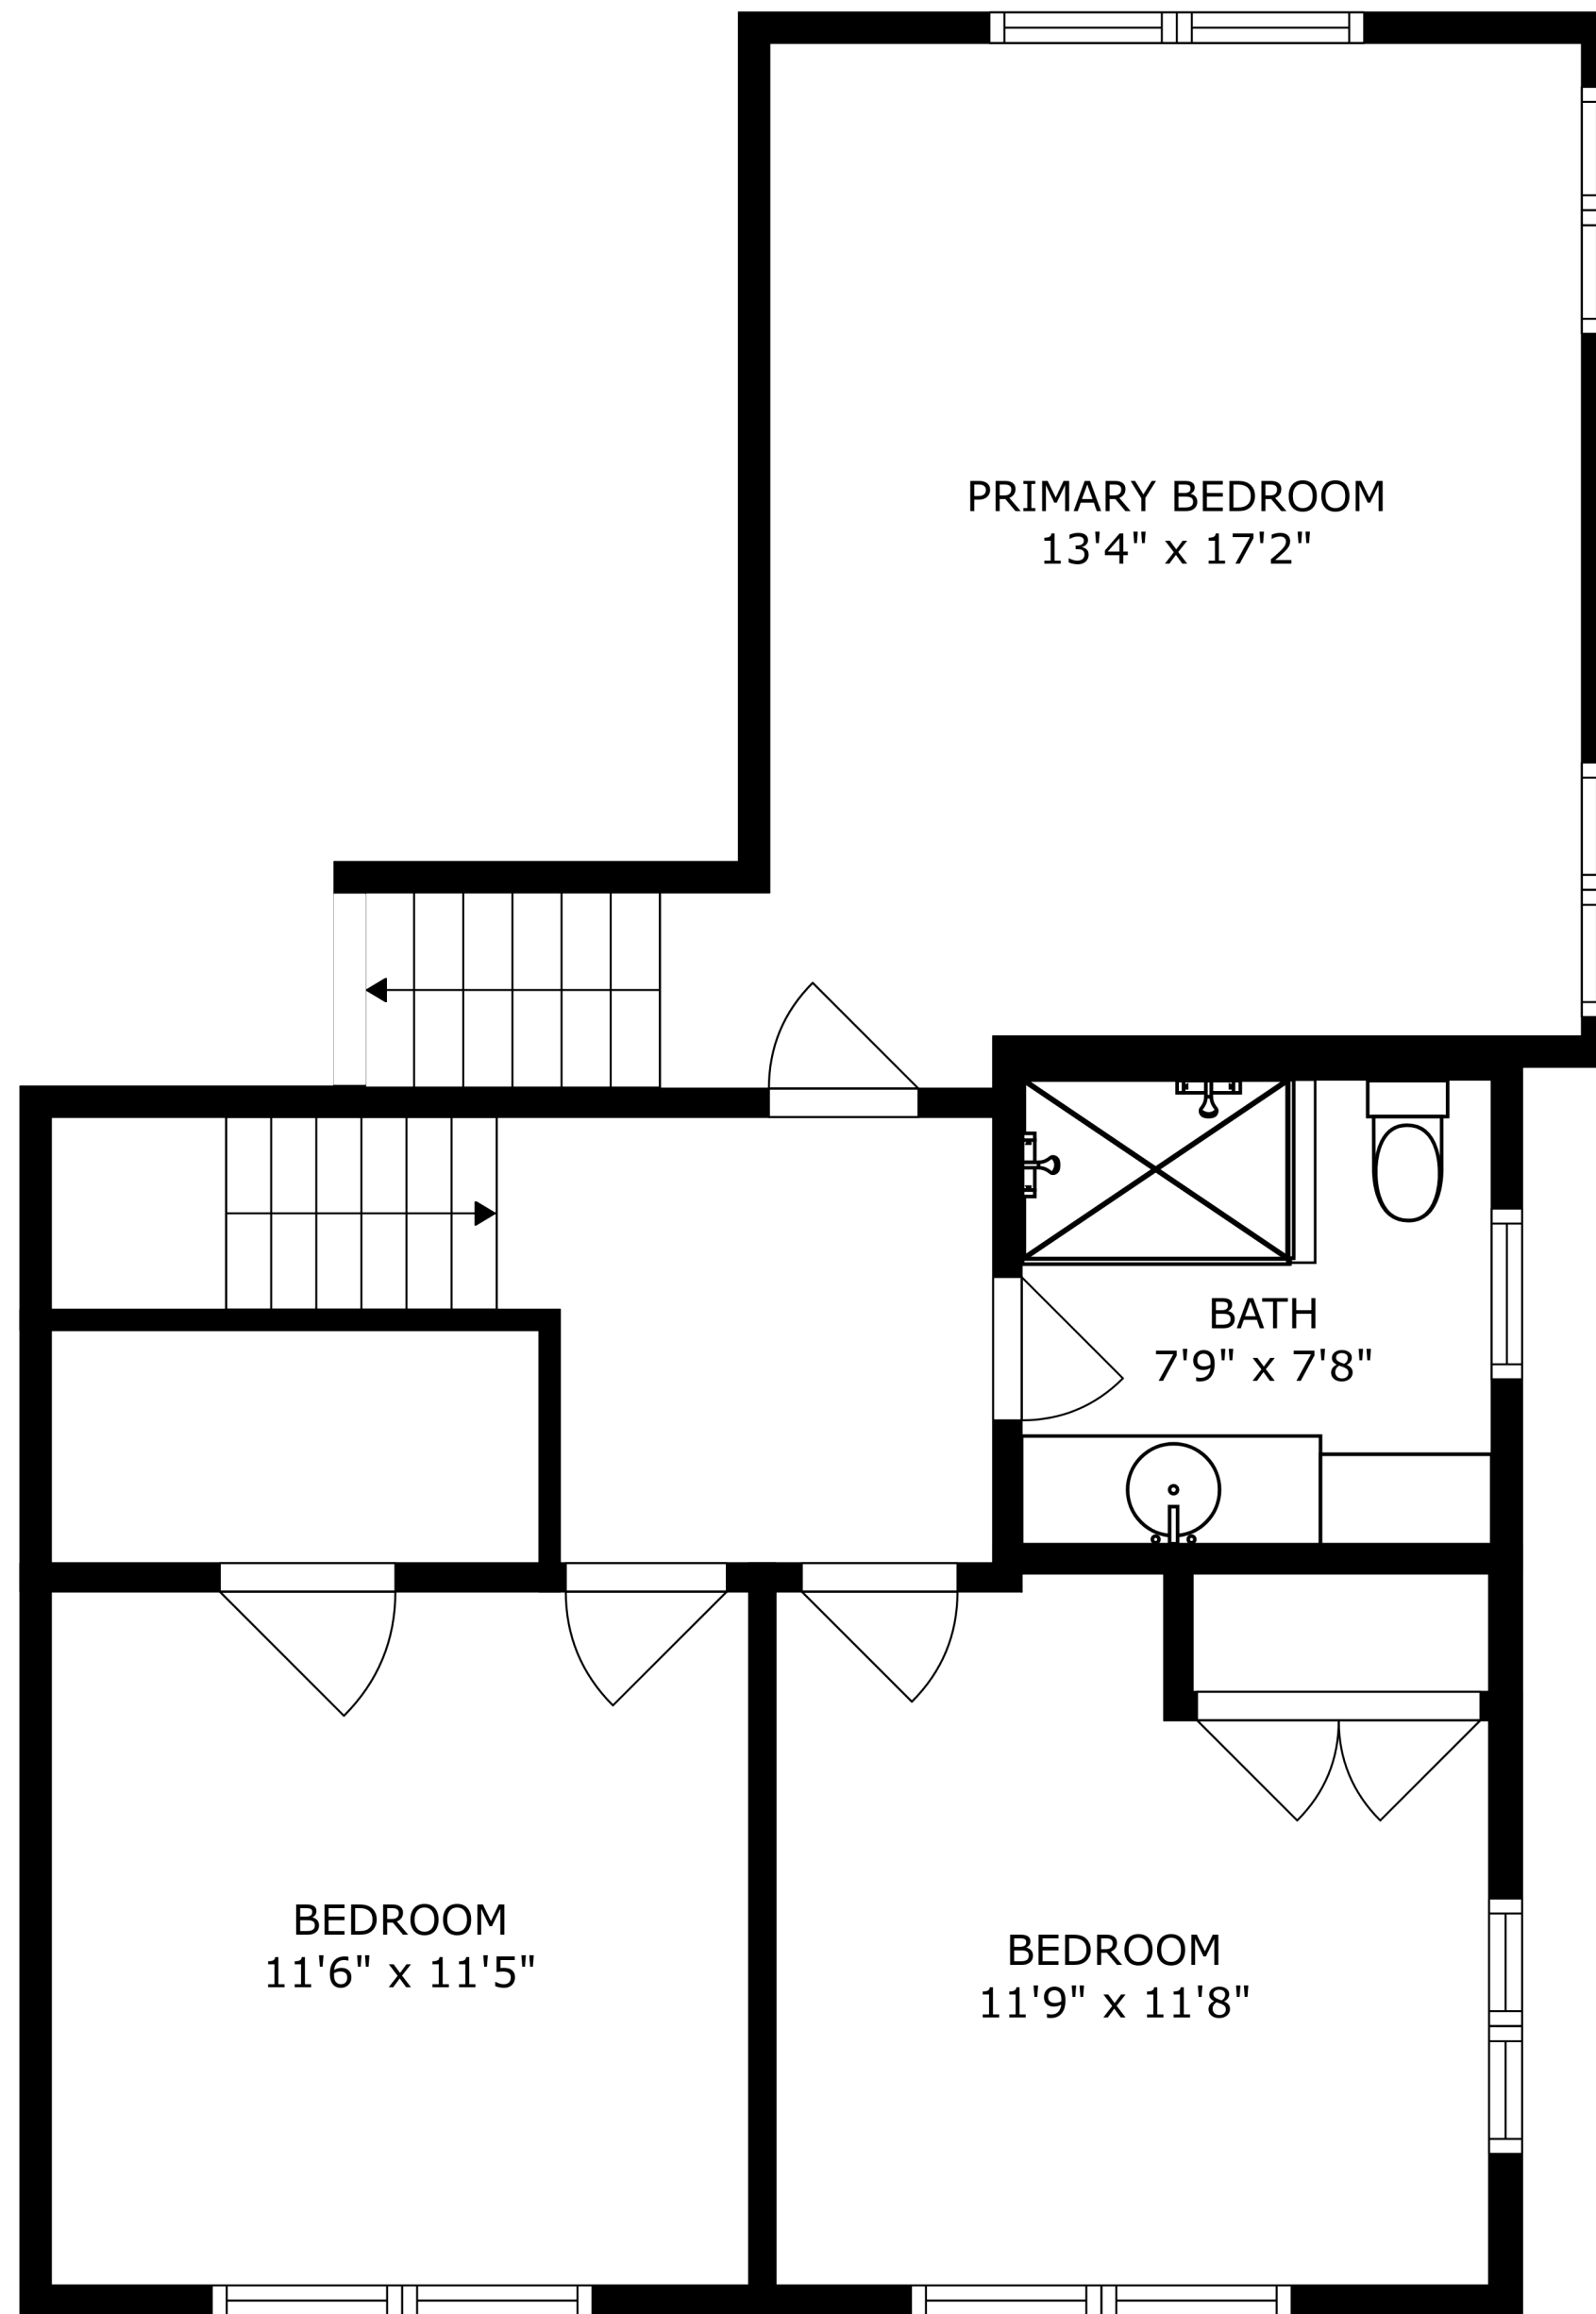 PRIMARY BEDROOM
13'4" x 17'2"
BATH
7'9" x 7'8"
BEDROOM
11'6" x 11'5"
BEDROOM
11'9" x 11'8"